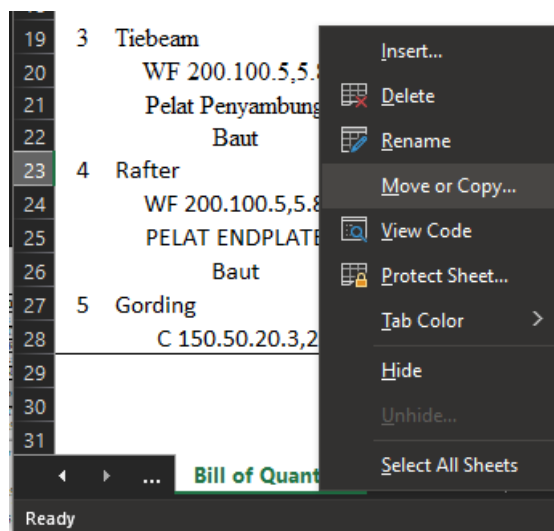 19 3 Tiebeam
20 WF 200.100.5,5.8
21 Pelat Penyambung
22 Baut
23 4 Rafter
24 WF 200.100.5,5.8
25 PELAT ENDPLATE
26 Baut
27 5 Gording
28 C 150.50.20.3,2
29
30
31
Insert...
Delete
Rename
Move or Copy...
View Code
Protect Sheet...
Tab Color >
Hide
Unhide...
Select All Sheets
... Bill of Quant
Ready